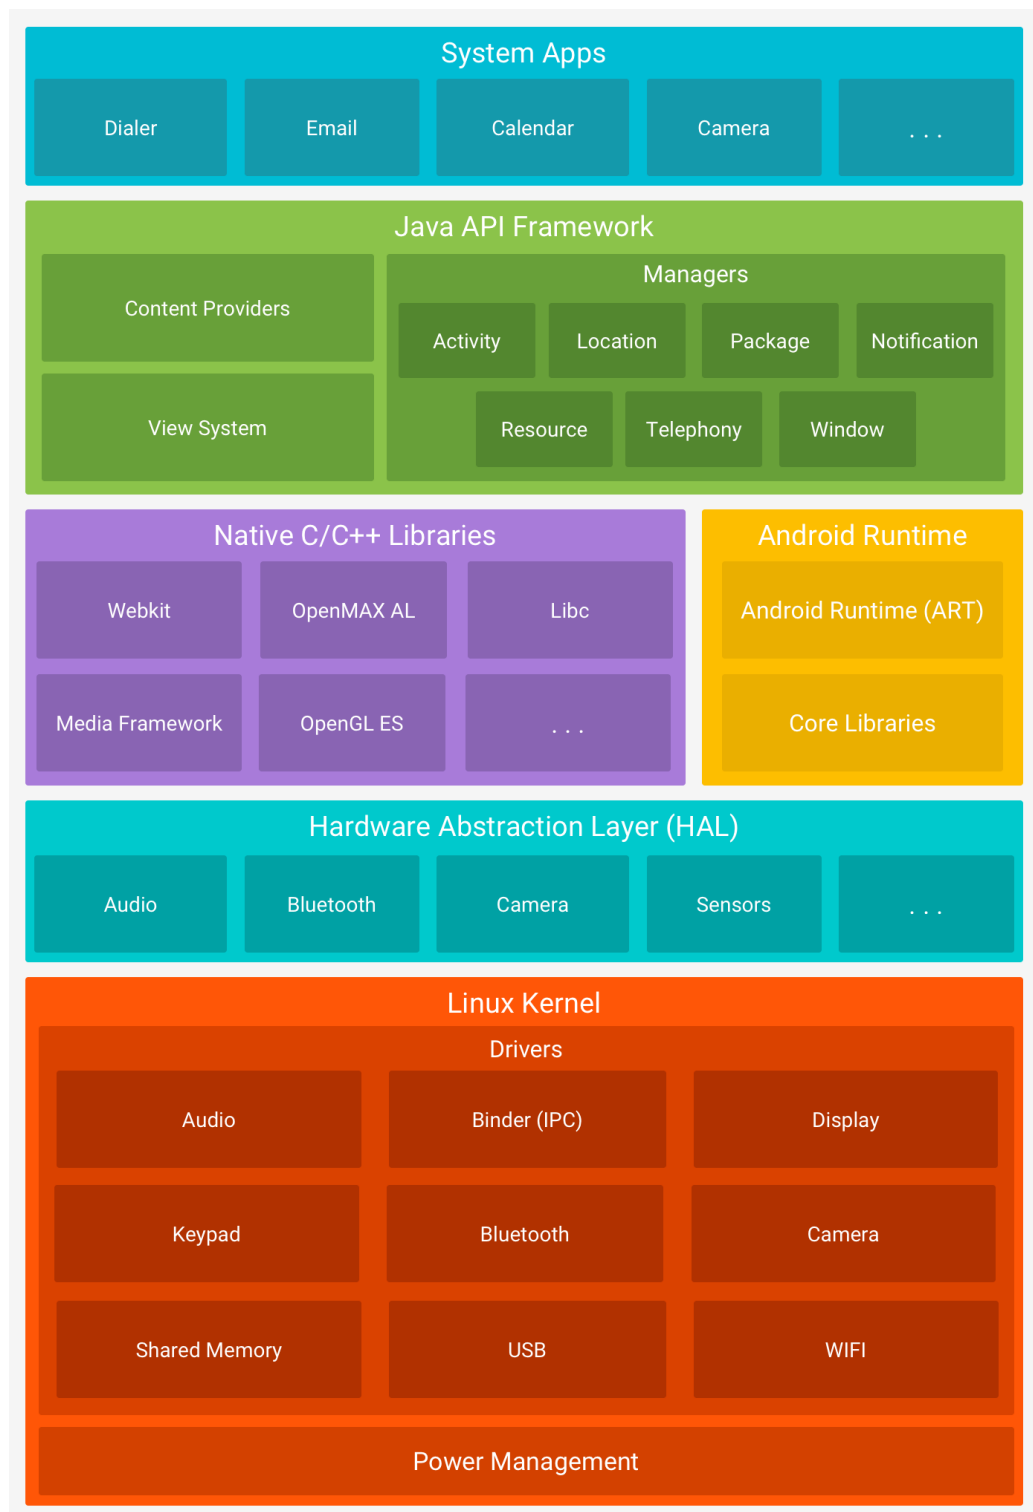 System Apps
Dialer
Email
Calendar
Camera
. . .
Java API Framework
Content Providers
View System
Managers
Activity
Location
Package
Notification
Resource
Telephony
Window
Native C/C++ Libraries
Webkit
OpenMAX AL
Libc
Media Framework
OpenGL ES
. . .
Android Runtime
Android Runtime (ART)
Core Libraries
Hardware Abstraction Layer (HAL)
Audio
Bluetooth
Camera
Sensors
. . .
Linux Kernel
Drivers
Audio
Binder (IPC)
Display
Keypad
Bluetooth
Camera
Shared Memory
USB
WIFI
Power Management